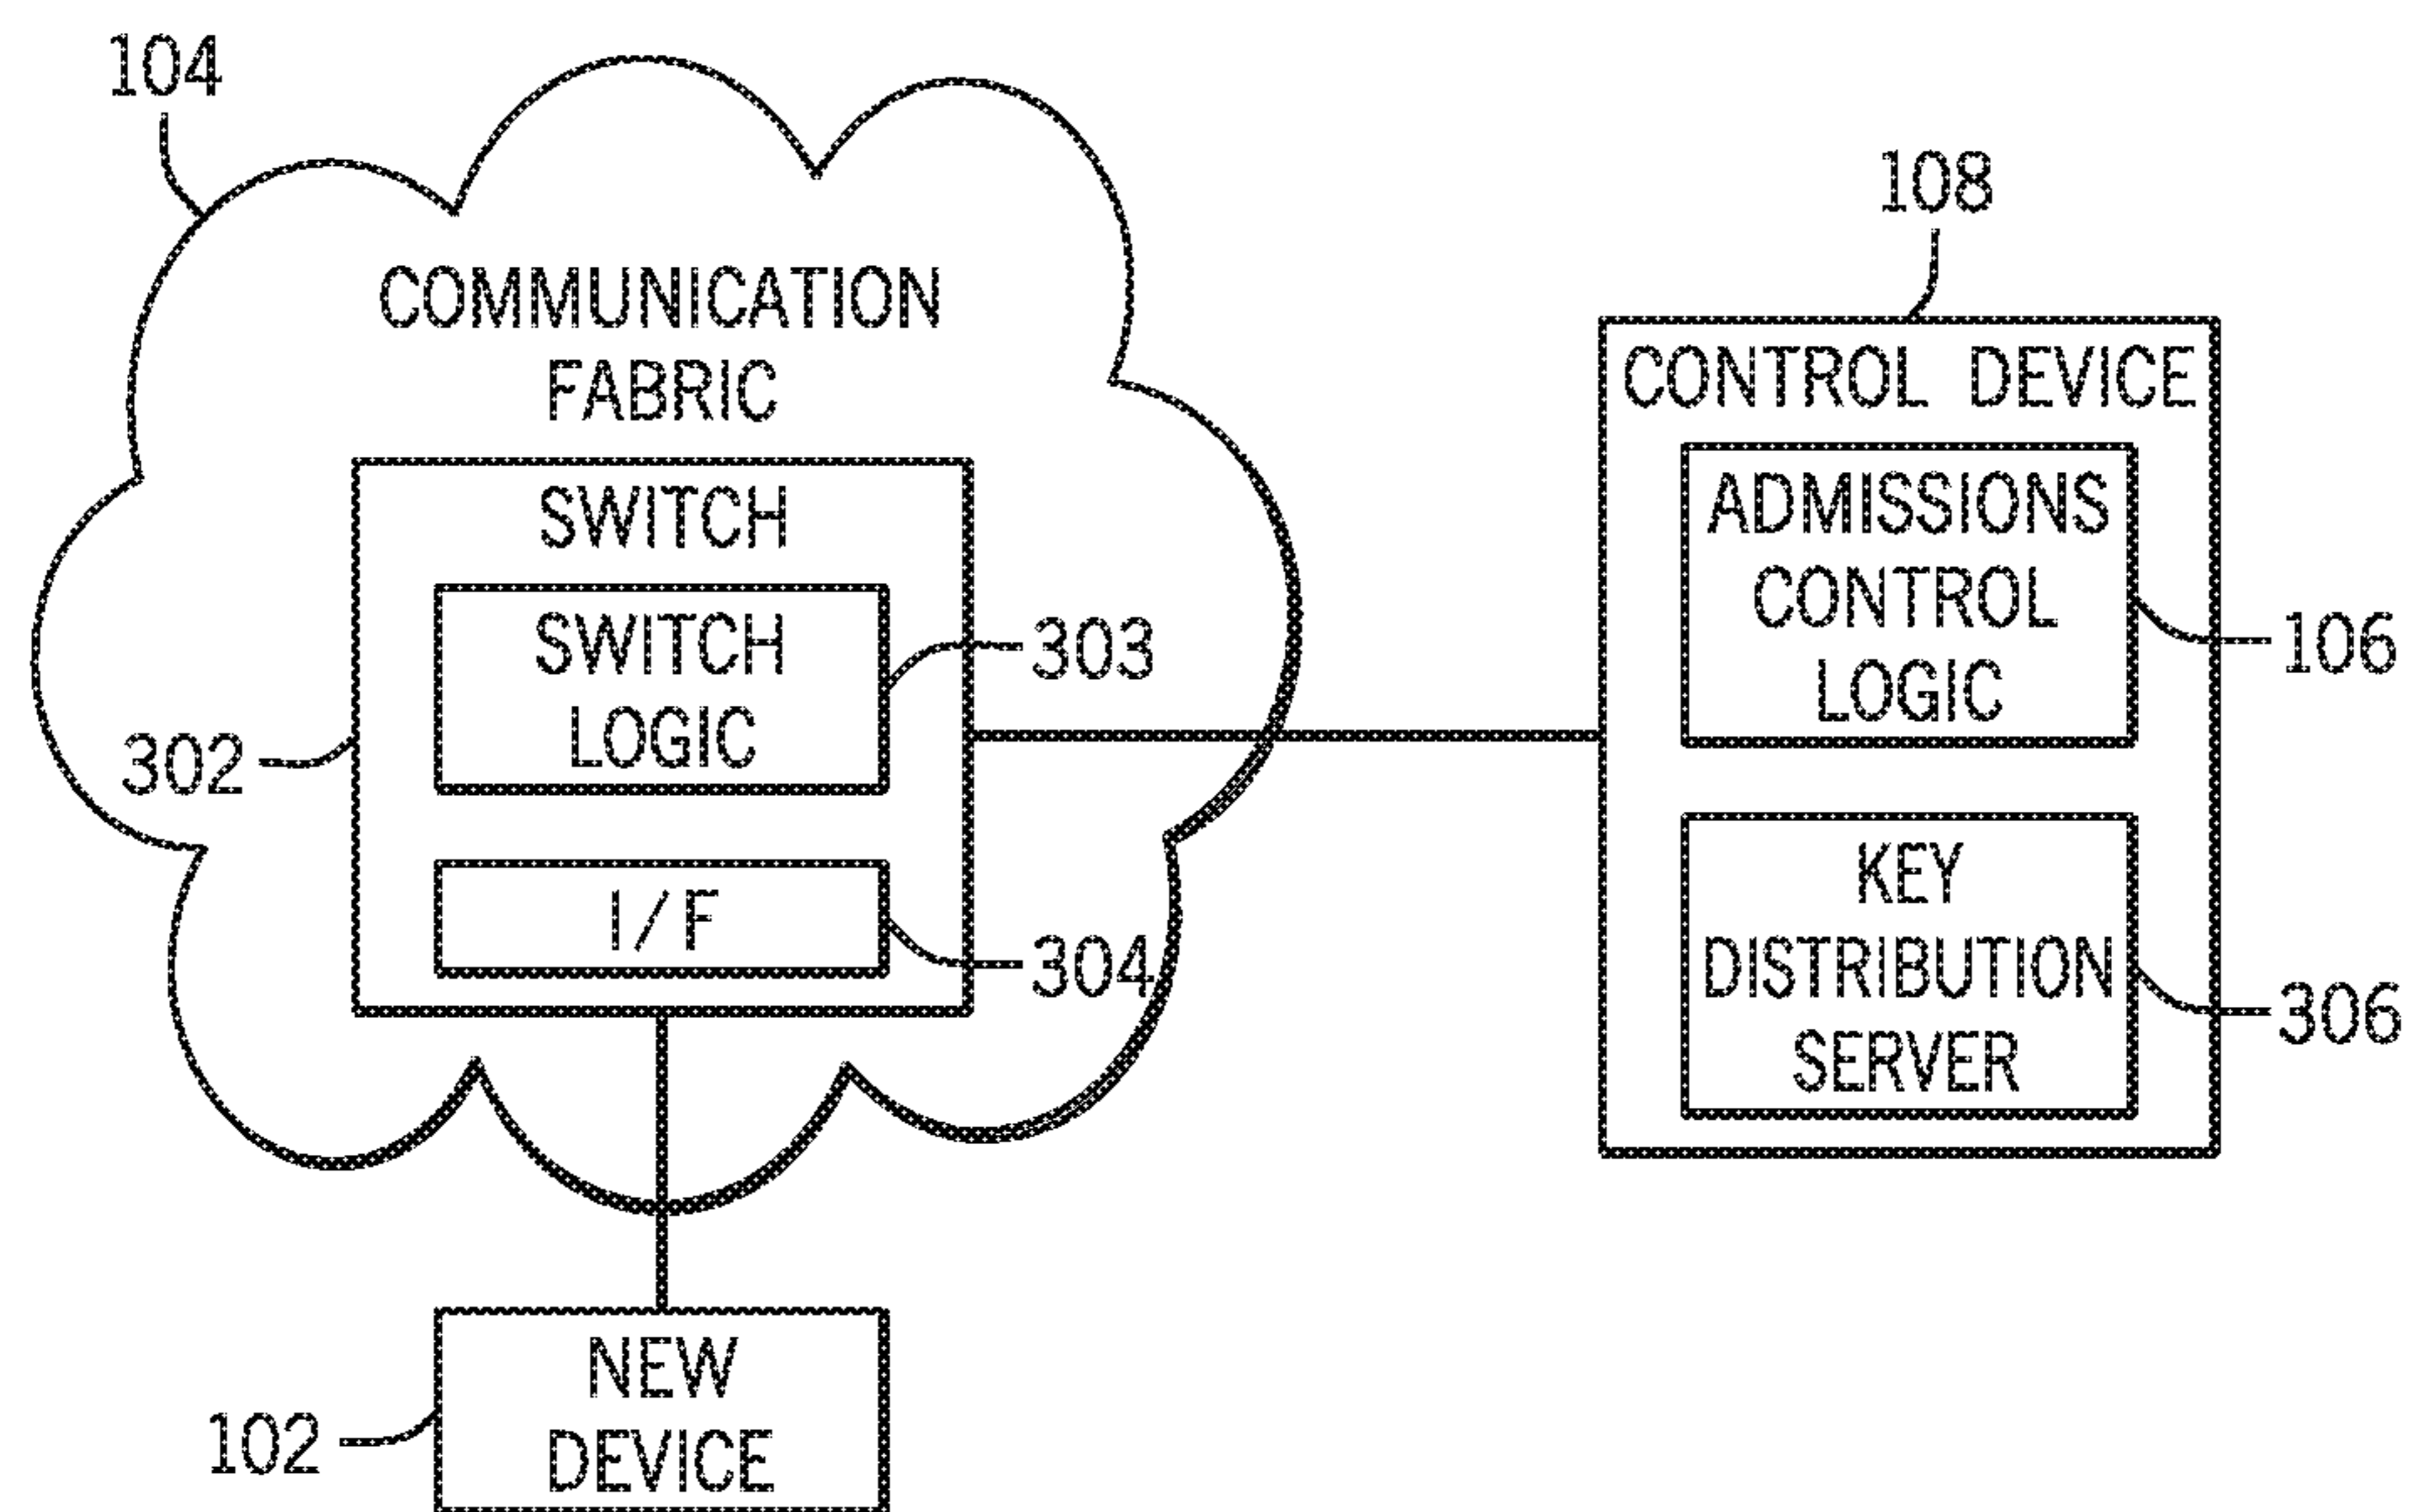 104
COMMUNICATION
FABRIC
SWITCH
SWITCH
LOGIC
303
302
I/F
304
108
CONTROL DEVICE
ADMISSIONS
CONTROL
LOGIC
106
KEY
DISTRIBUTION
SERVER
306
NEW
DEVICE
102